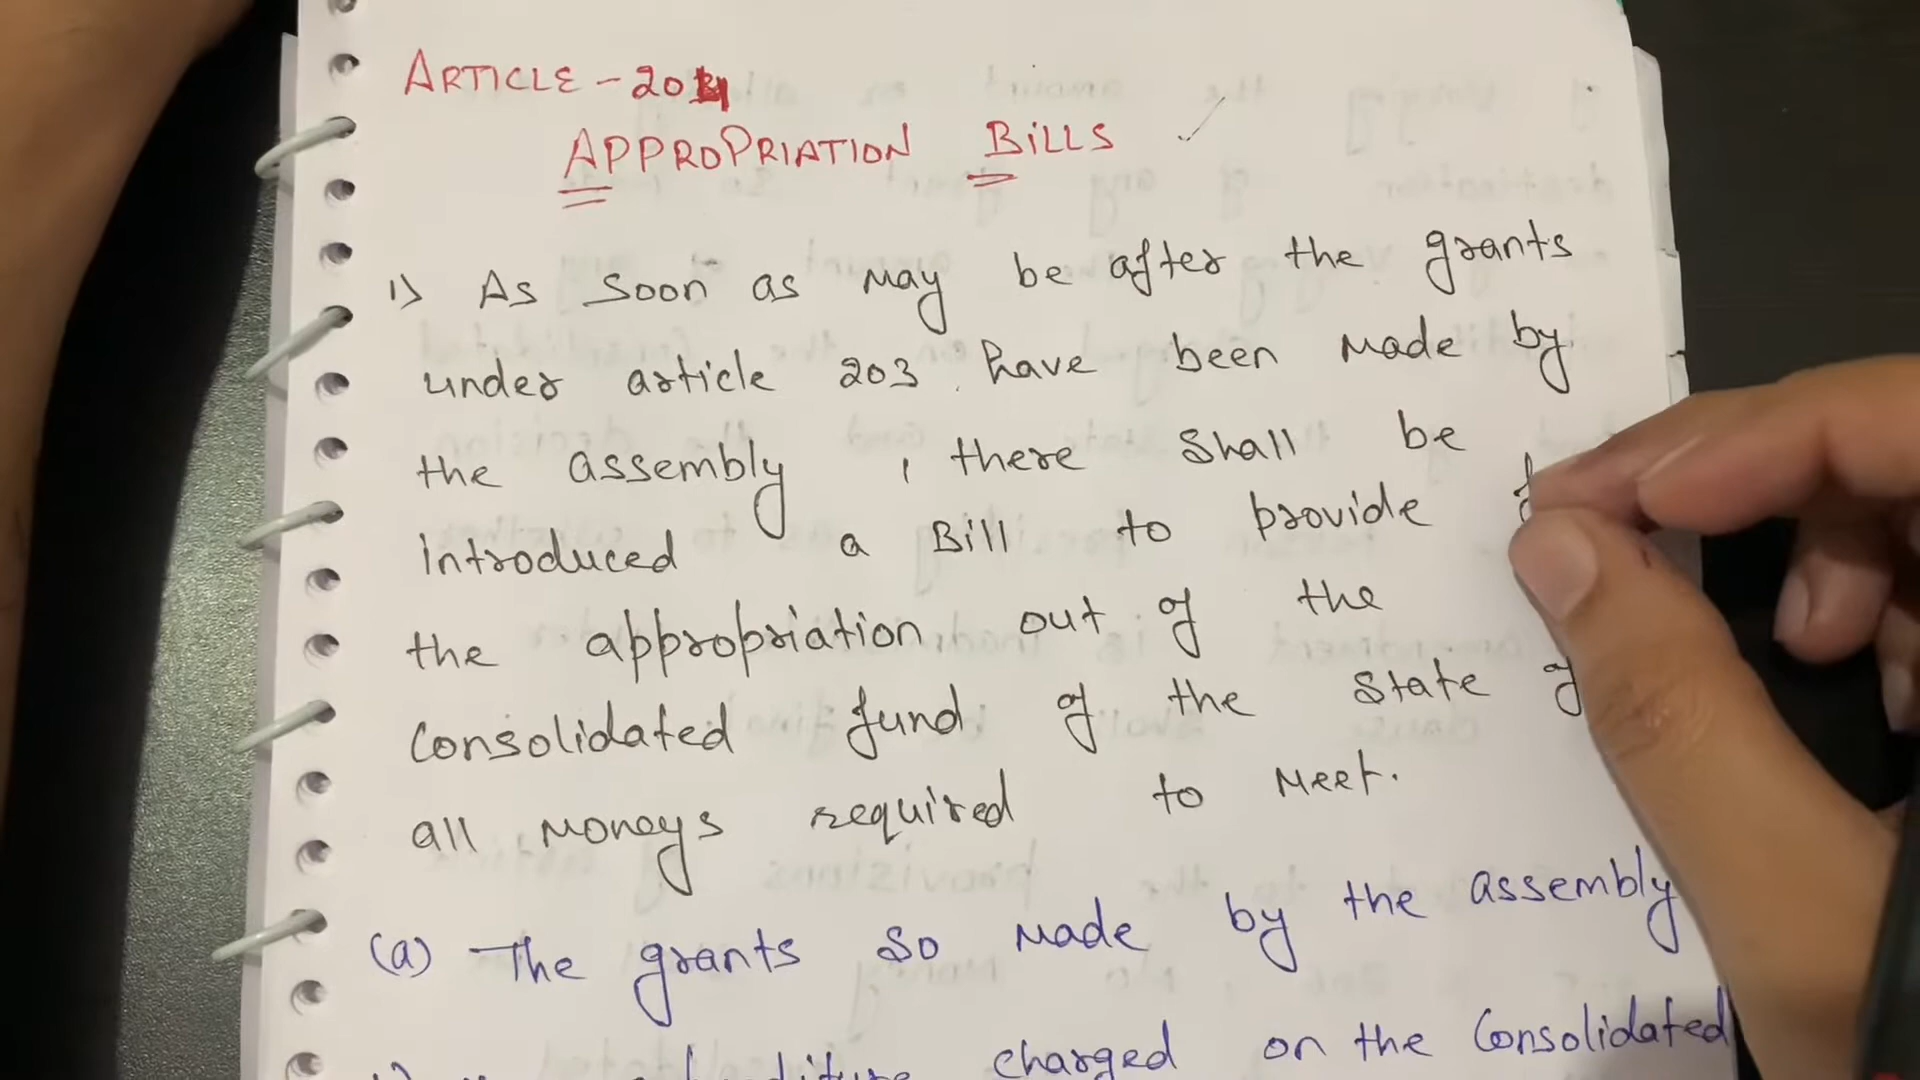 ARTICLE - 204
APPROPRIATION BILLS
1) As soon as may be after the grants
under article 203 have been made by
the assembly, there shall be
introduced a Bill to provide
the appropriation out of the
Consolidated fund of the State of
all moneys required to meet.
(a) The grants so made by the assembly
charged on the Consolidated